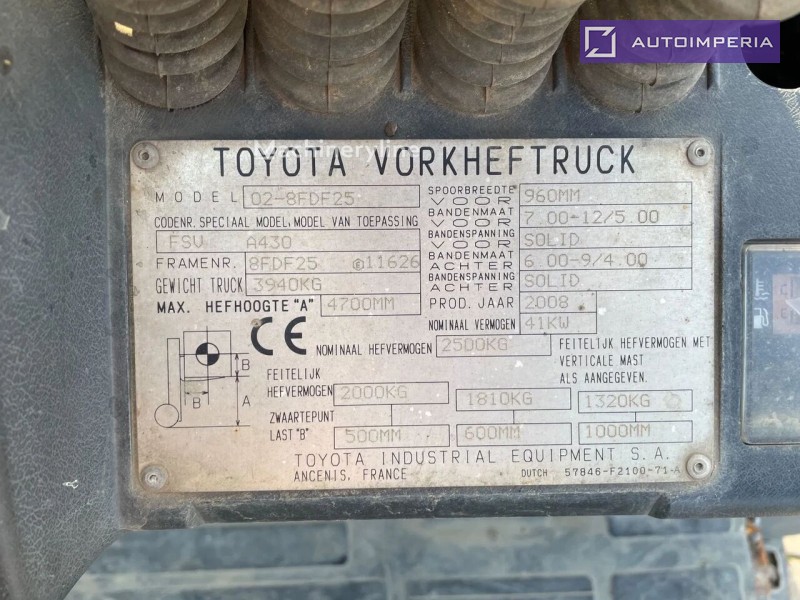 AUTOIMPERIA
Machineryline
TOYOTA VORKHEFTRUCK
MODEL 02-8FDF25
SPOORBREEDTE VOOR 960MM
CODENR. SPECIAAL MODEL, MODEL VAN TOEPASSING
BANDENMAAT VOOR 7.00-12/5.00
FSV A430
BANDENSPANNING VOOR SOLID
FRAMENR. 8FDF25 ©11626
BANDENMAAT ACHTER 6.00-9/4.00
GEWICHT TRUCK 3940KG
BANDENSPANNING ACHTER SOLID
MAX. HEFHOOGTE "A" 4700MM
PROD. JAAR 2008
NOMINAAL VERMOGEN 41KW
CE
NOMINAAL HEFVERMOGEN 2500KG
FEITELIJK HEFVERMOGEN MET
VERTICALE MAST
ALS AANGEGEVEN.
B
B
A
FEITELIJK
HEFVERMOGEN 2000KG 1810KG 1320KG
ZWAARTEPUNT
LAST "B" 500MM 600MM 1000MM
TOYOTA INDUSTRIAL EQUIPMENT S.A.
ANCENIS, FRANCE DUTCH 57846-F2100-71-A